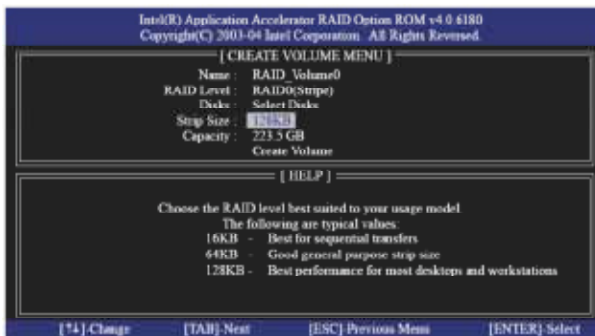 Intel(R) Application Accelerator RAID Option ROM v4.0.6180
Copyright(C) 2003-04 Intel Corporation. All Rights Reversed.
[ CREATE VOLUME MENU ]
Name : RAID_Volume0
RAID Level : RAID0(Stripe)
Disks : Select Disks
Strip Size : 128KB
Capacity : 223.5 GB
Create Volume
[ HELP ]
Choose the RAID level best suited to your usage model.
The following are typical values:
16KB - Best for sequential transfers
64KB - Good general purpose strip size
128KB - Best performance for most desktops and workstations
[↑↓]-Change [TAB]-Next [ESC]-Previous Menu [ENTER]-Select